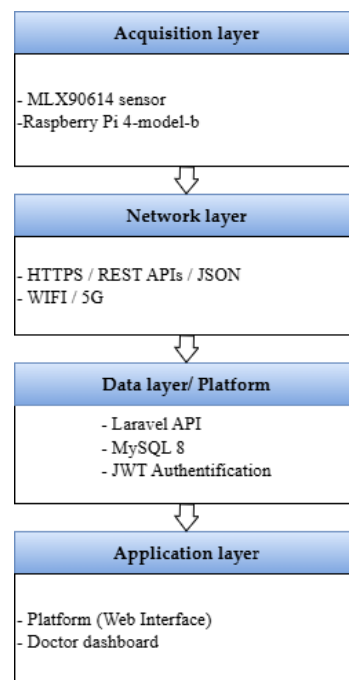 Acquisition layer
- MLX90614 sensor
-Raspberry Pi 4-model-b
Network layer
- HTTPS / REST APIs / JSON
- WIFI / 5G
Data layer/ Platform
- Laravel API
- MySQL 8
- JWT Authentification
Application layer
- Platform (Web Interface)
- Doctor dashboard